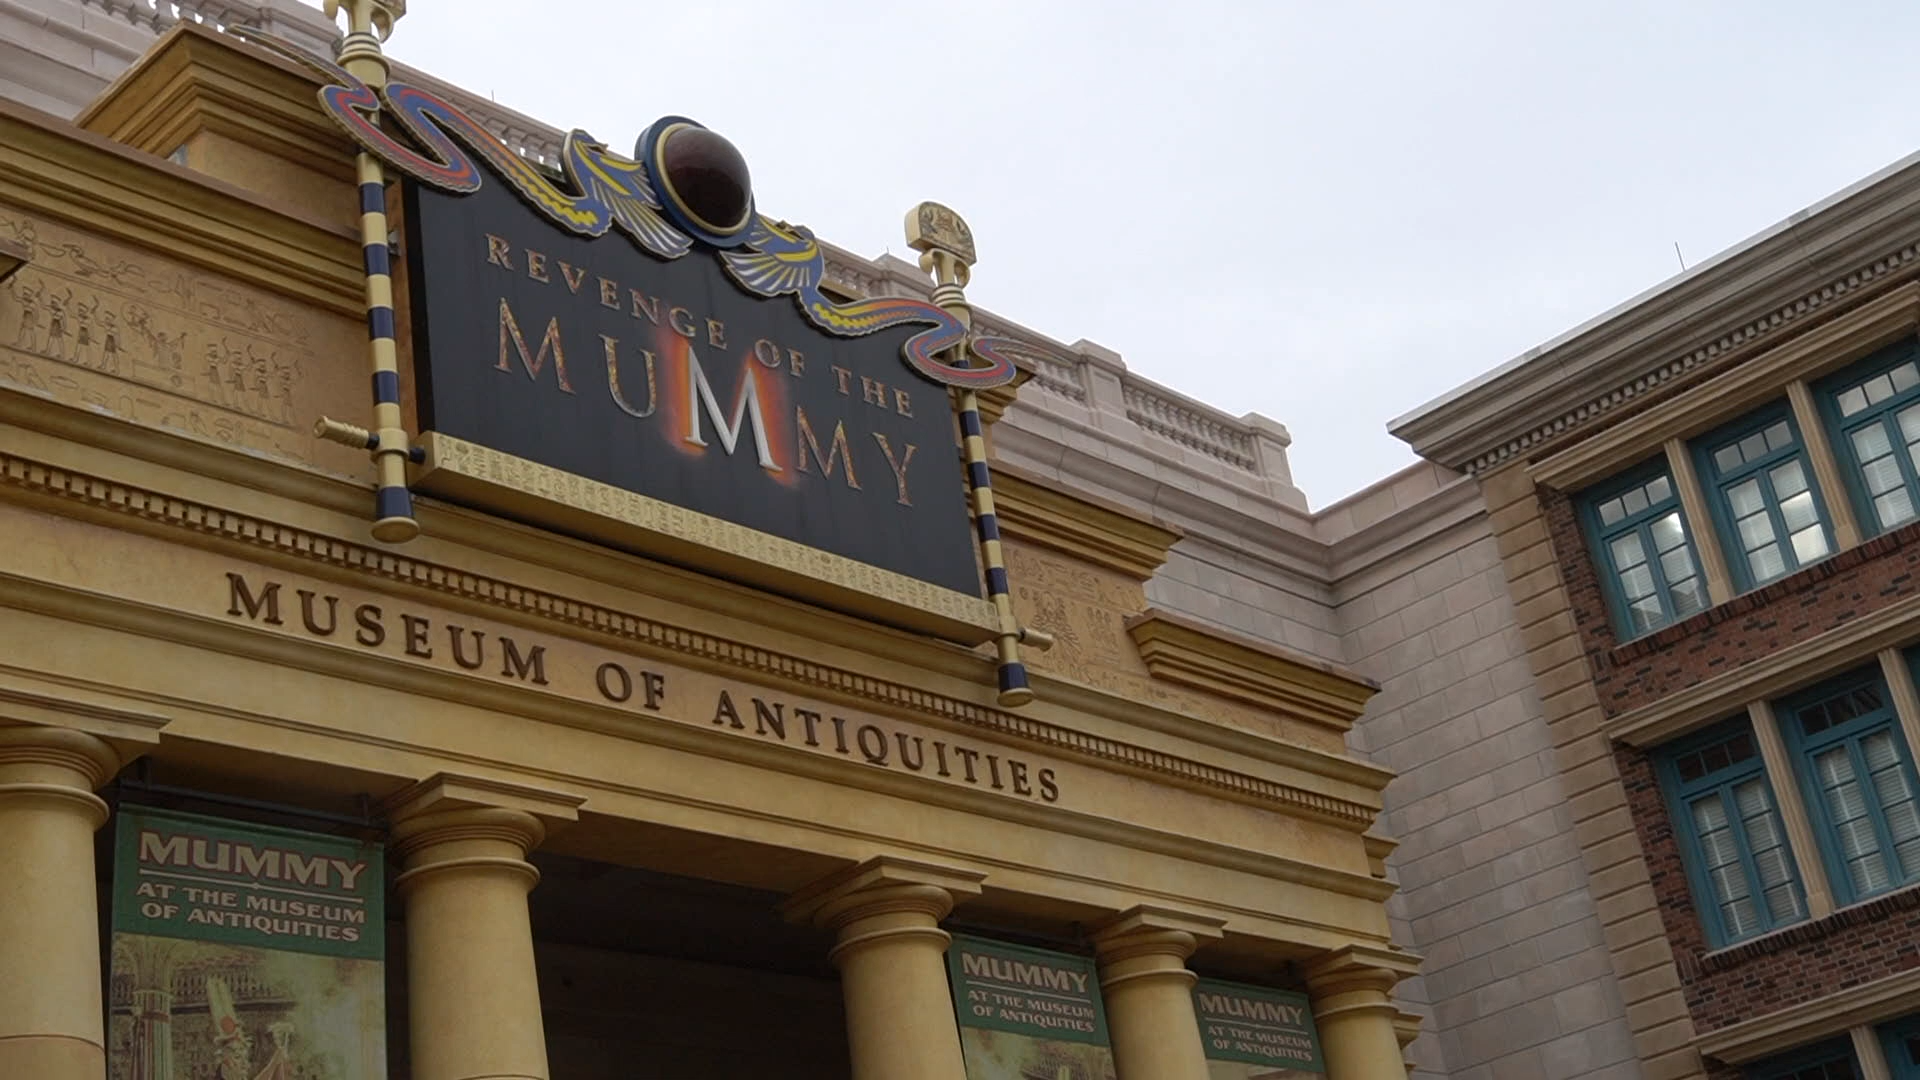 REVENGE OF THE
MUMMY
MUSEUM OF ANTIQUITIES
MUMMY
AT THE MUSEUM
OF ANTIQUITIES
MUMMY
AT THE MUSEUM
OF ANTIQUITIES
MUMMY
AT THE MUSEUM
OF ANTIQUITIES